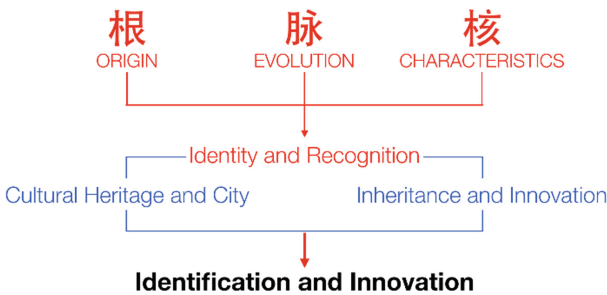 根 脉 核
ORIGIN EVOLUTION CHARACTERISTICS
Identity and Recognition
Cultural Heritage and City Inheritance and Innovation
Identification and Innovation